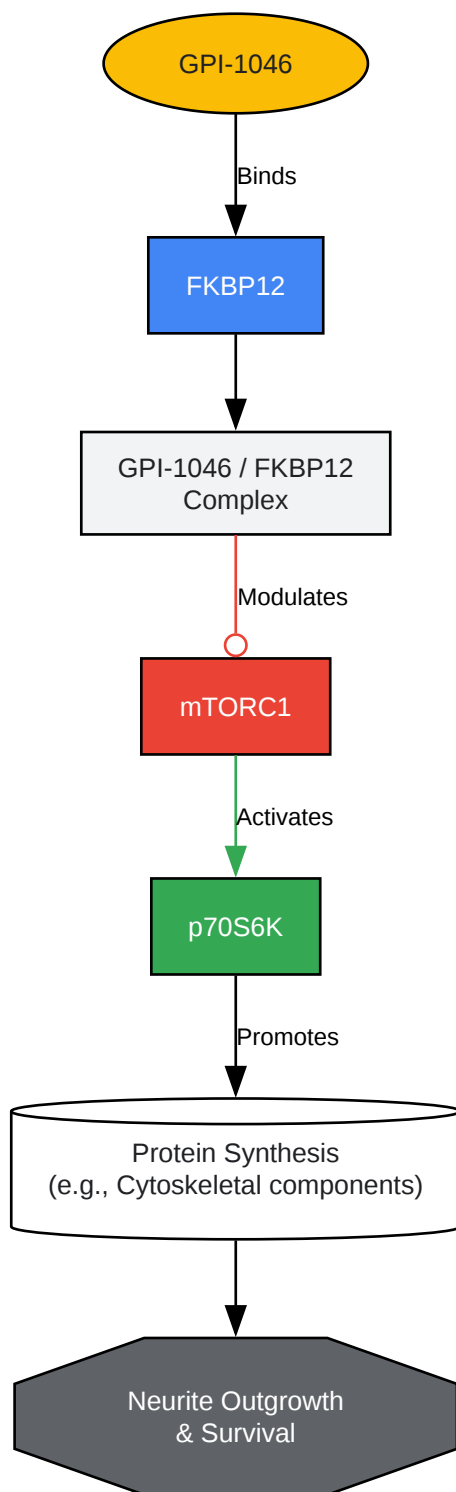 GPI-1046
Binds
FKBP12
GPI-1046 / FKBP12
Complex
Modulates
mTORC1
Activates
p70S6K
Promotes
Protein Synthesis
(e.g., Cytoskeletal components)
Neurite Outgrowth
& Survival